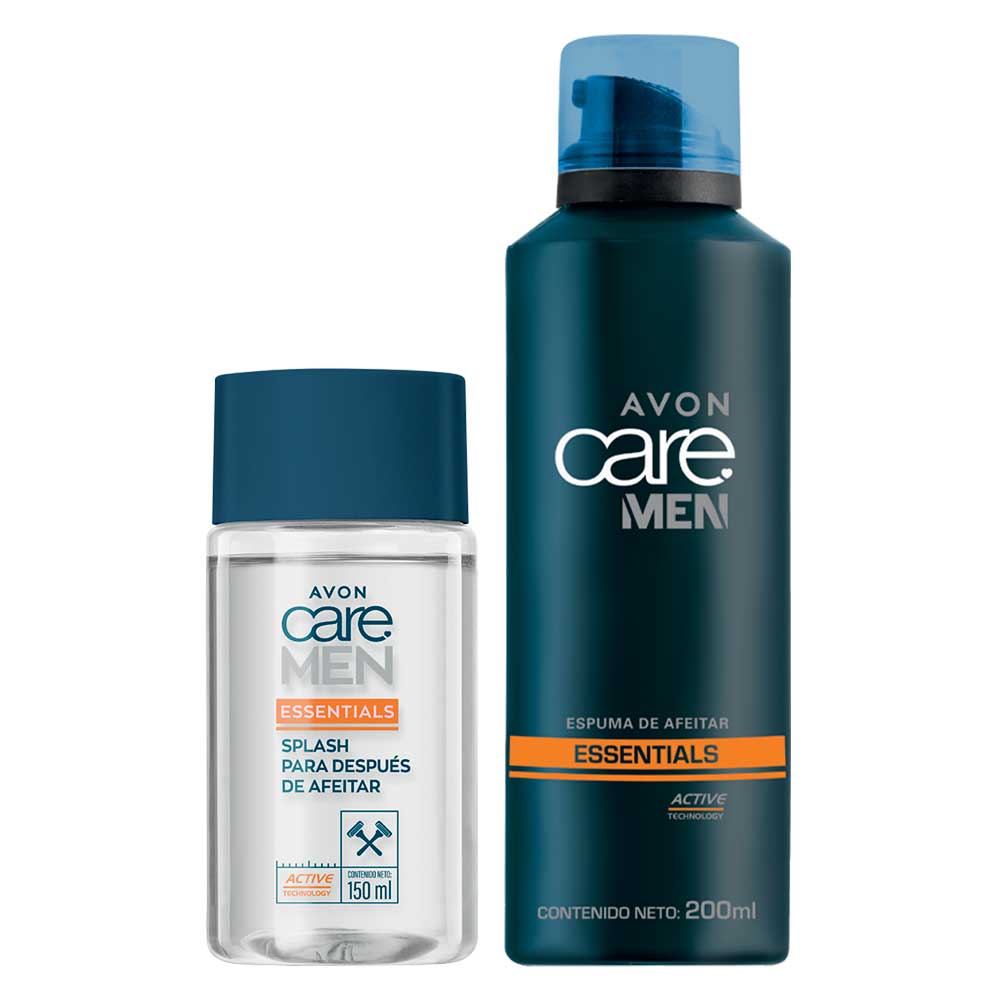 AVON
care.
MEN
ESSENTIALS
SPLASH
PARA DESPUÉS
DE AFEITAR
ACTIVE
TECHNOLOGY
CONTENIDO NETO:
150 ml
AVON
care.
MEN
ESPUMA DE AFEITAR
ESSENTIALS
ACTIVE
TECHNOLOGY
CONTENIDO NETO: 200ml